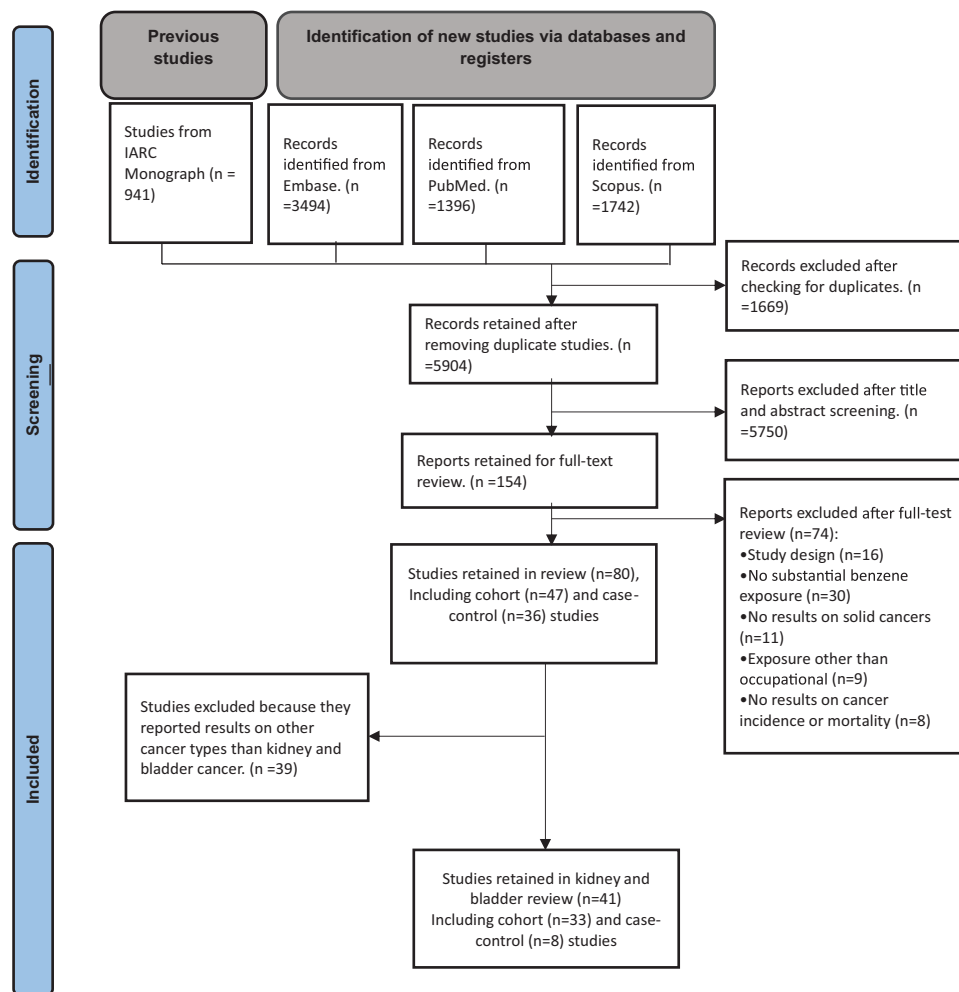 Previous
studies
Identification of new studies via databases and
registers
Identification
Studies from
IARC
Monograph (n =
941)
Records
identified from
Embase. (n
=3494)
Records
identified from
PubMed. (n
=1396)
Records
identified from
Scopus. (n
=1742)
Records excluded after
checking for duplicates. (n
=1669)
Screening
Records retained after
removing duplicate studies. (n
=5904)
Reports excluded after title
and abstract screening. (n
=5750)
Reports retained for full-text
review. (n =154)
Reports excluded after full-test
review (n=74):
•Study design (n=16)
•No substantial benzene
exposure (n=30)
•No results on solid cancers
(n=11)
•Exposure other than
occupational (n=9)
•No results on cancer
incidence or mortality (n=8)
Included
Studies retained in review (n=80),
Including cohort (n=47) and case-
control (n=36) studies
Studies excluded because they
reported results on other
cancer types than kidney and
bladder cancer. (n =39)
Studies retained in kidney and
bladder review (n=41)
Including cohort (n=33) and case-
control (n=8) studies